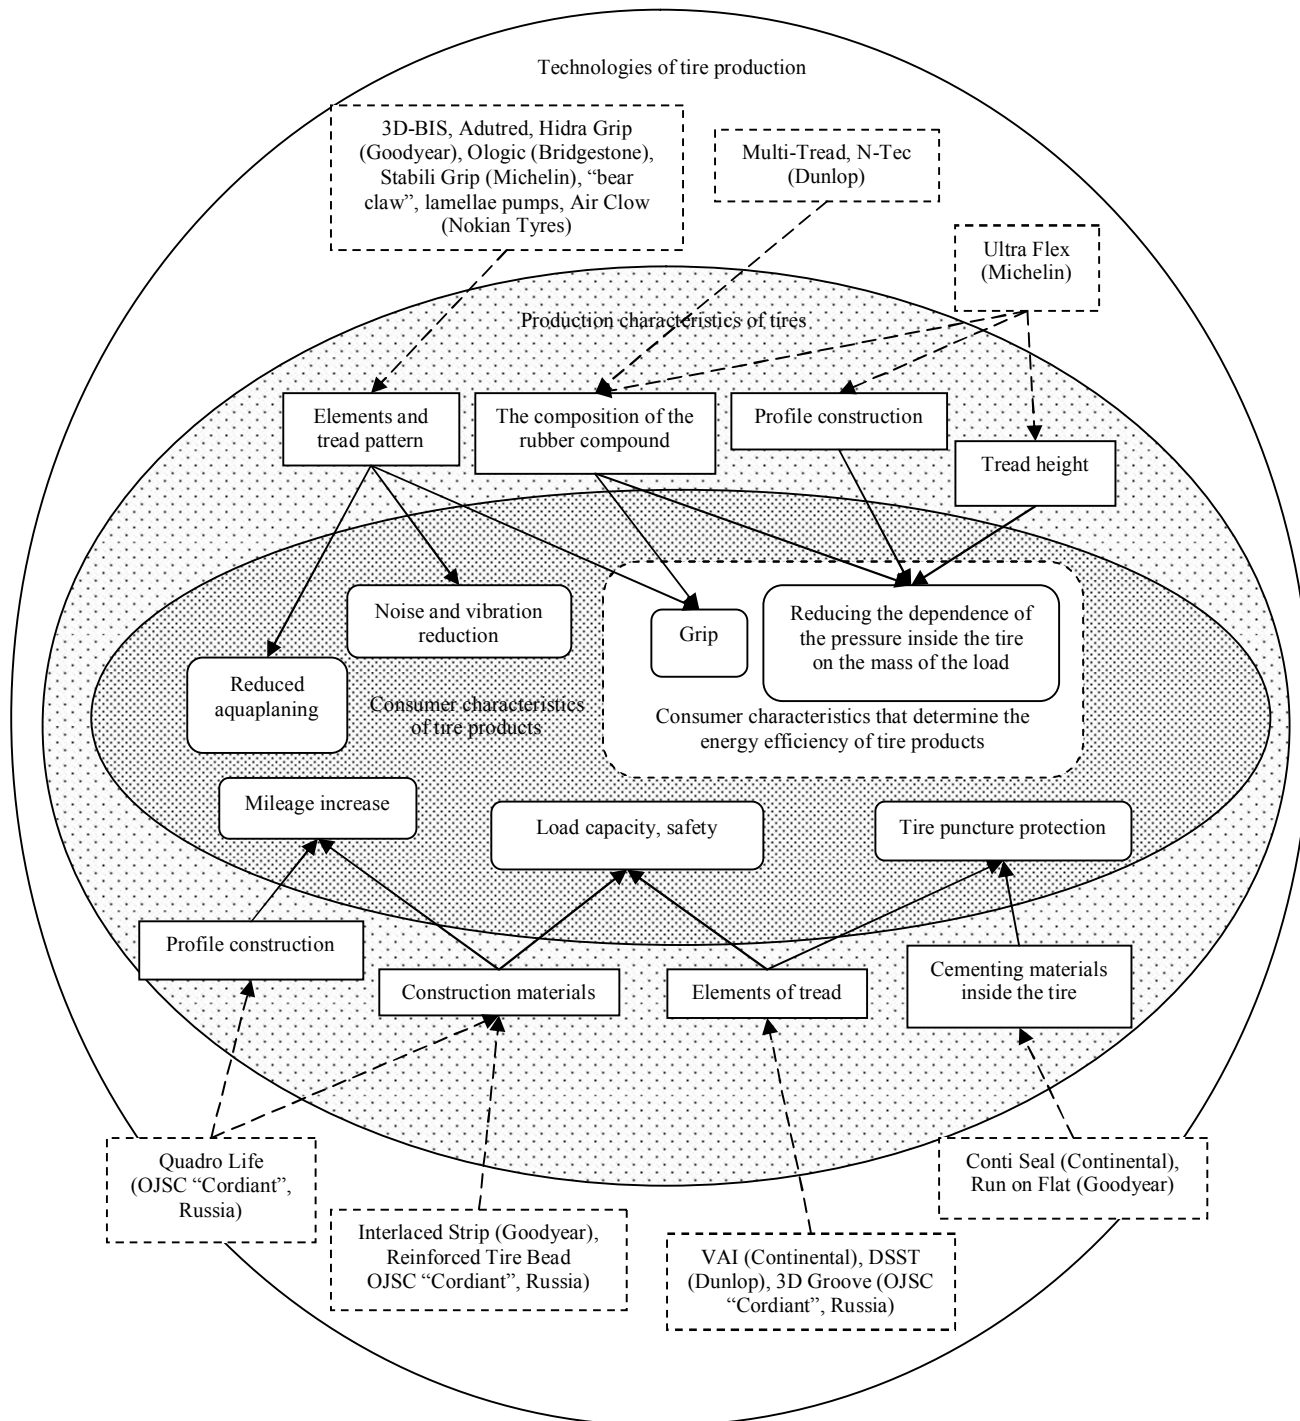 Technologies of tire production
3D-BIS, Adutred, Hidra Grip
(Goodyear), Ologic (Bridgestone),
Stabili Grip (Michelin), “bear
claw”, lamellae pumps, Air Clow
(Nokian Tyres)
Multi-Tread, N-Tec
(Dunlop)
Ultra Flex
(Michelin)
Production characteristics of tires
Elements and
tread pattern
The composition of the
rubber compound
Profile construction
Tread height
Noise and vibration
reduction
Grip
Reducing the dependence of
the pressure inside the tire
on the mass of the load
Reduced
aquaplaning
Consumer characteristics
of tire products
Consumer characteristics that determine the
energy efficiency of tire products
Mileage increase
Load capacity, safety
Tire puncture protection
Profile construction
Construction materials
Elements of tread
Cementing materials
inside the tire
Quadro Life
(OJSC “Cordiant”,
Russia)
Interlaced Strip (Goodyear),
Reinforced Tire Bead
OJSC “Cordiant”, Russia)
VAI (Continental), DSST
(Dunlop), 3D Groove (OJSC
“Cordiant”, Russia)
Conti Seal (Continental),
Run on Flat (Goodyear)